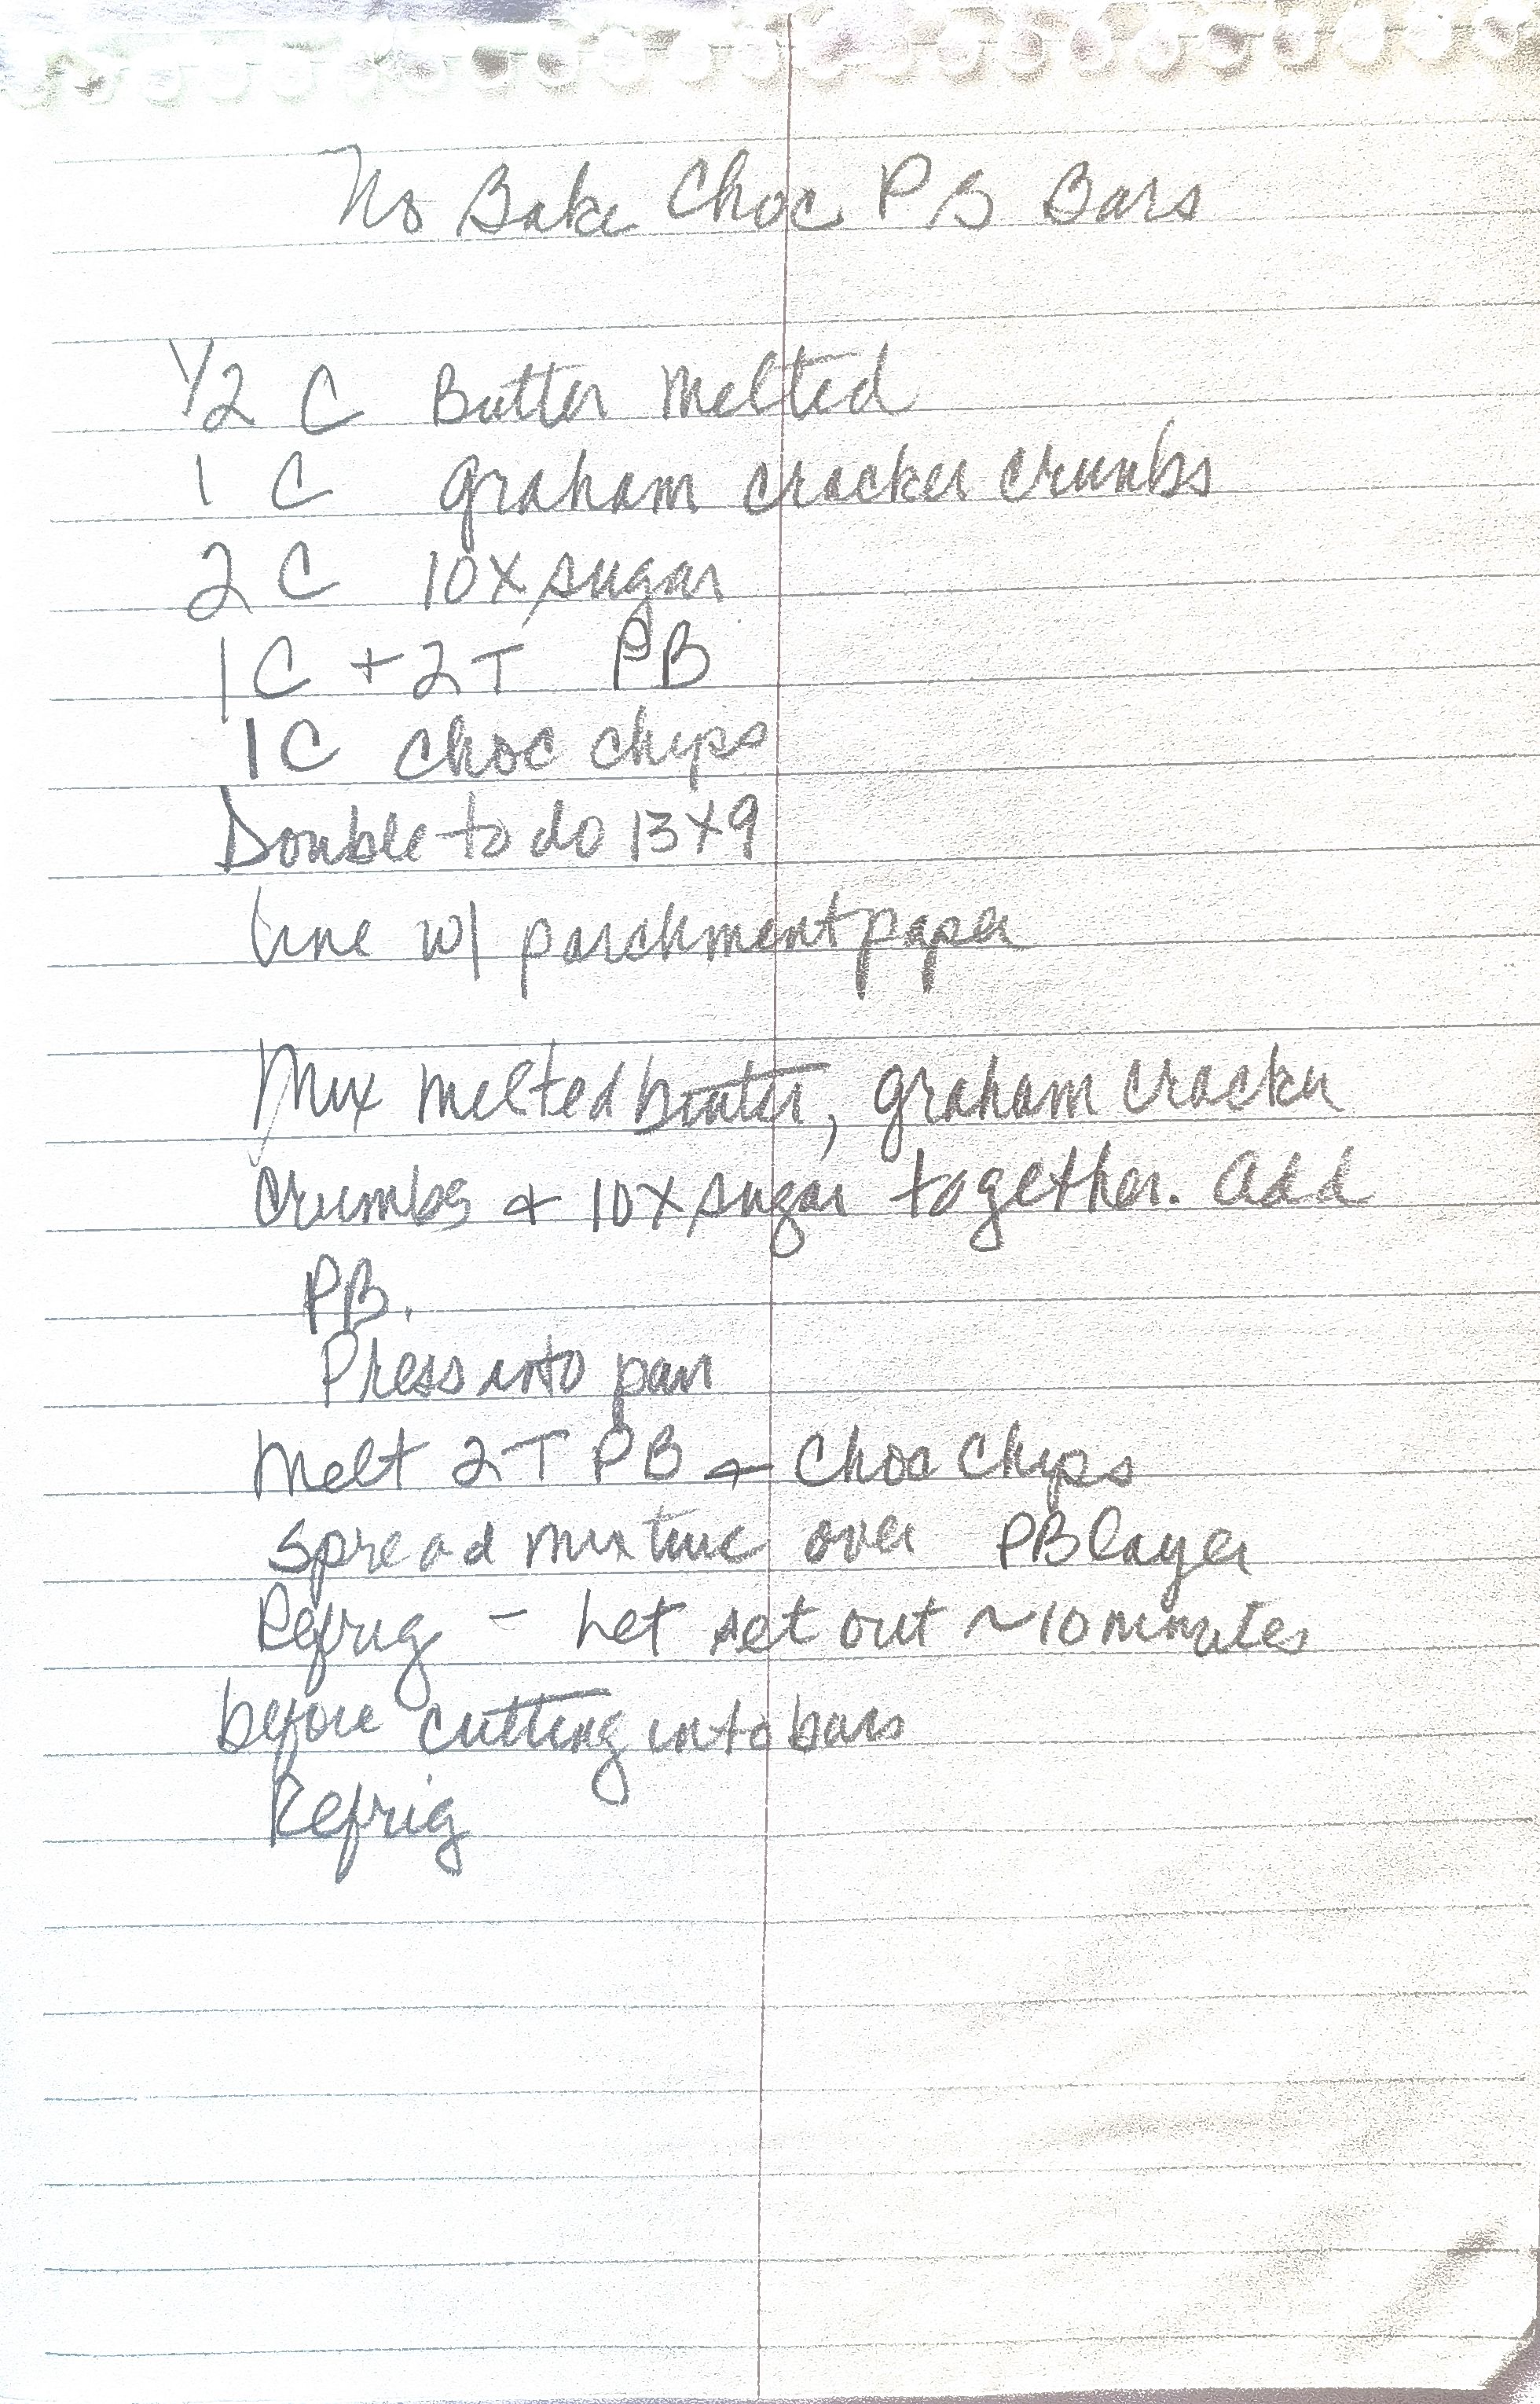 No Bake Choc PB Bars
1/2 C Butter Melted
1 C graham cracker crumbs
2 C 10X sugar
1C + 2T PB
1C choc chips
Double to do 13x9
line w/ parchment paper
Mix melted butter, graham cracker
crumbs + 10X sugar together. Add
PB.
Press into pan
Melt 2T PB + Choc Chips
spread mixture over PB layer
Refrig - Let set out ~10 minutes
before cutting into bars
Refrig